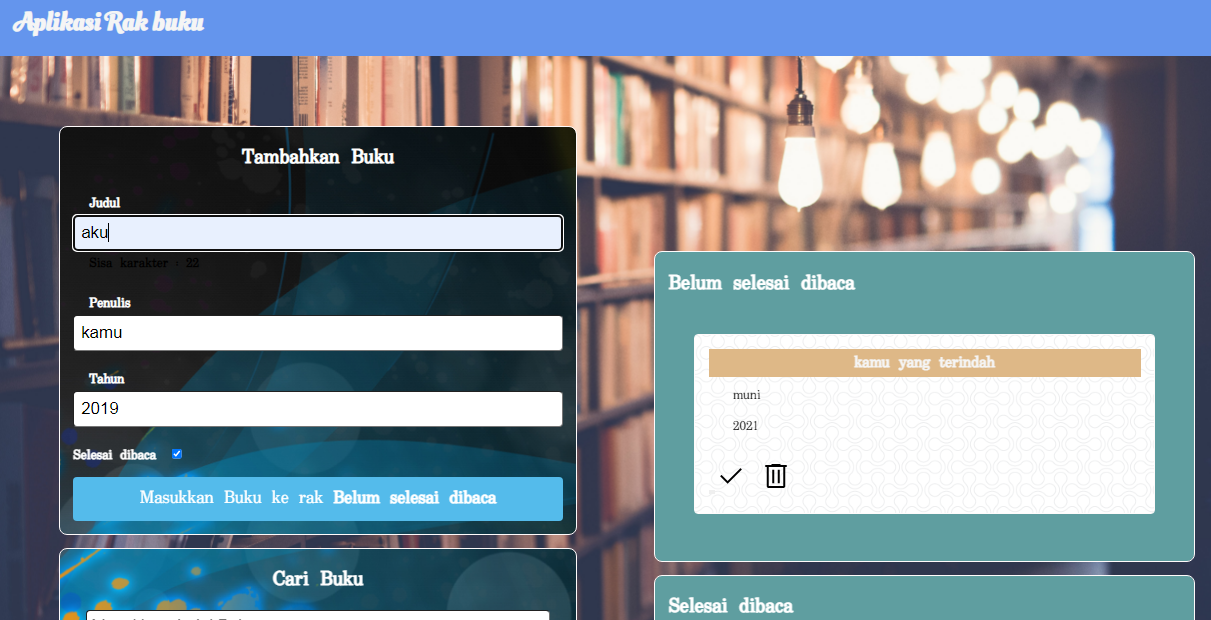 Aplikasi Rak buku
Tambahkan Buku
Judul
aku
Sisa karakter : 22
Penulis
kamu
Tahun
2019
Selesai dibaca
Masukkan Buku ke rak Belum selesai dibaca
Cari Buku
Belum selesai dibaca
kamu yang terindah
muni
2021
Selesai dibaca